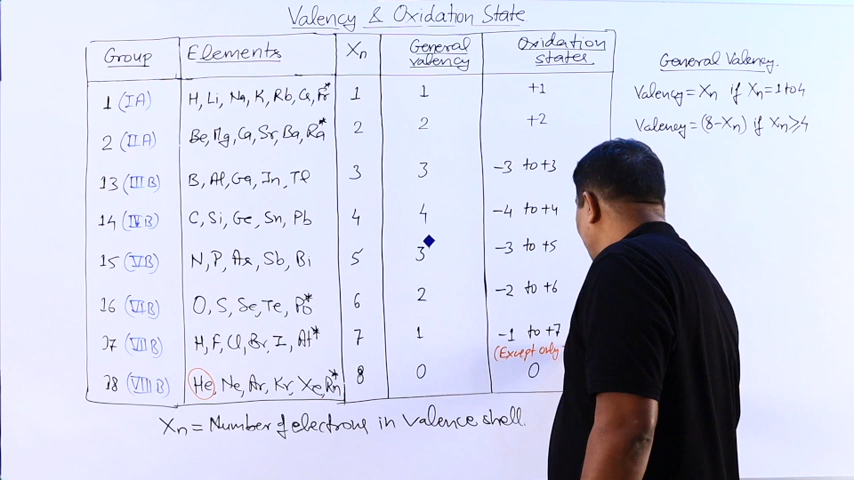 Valency & Oxidation State
Group Elements Xn General valency Oxidation states
1 (IA) H, Li, Na, K, Rb, Cs, Fr* 1 1 +1
2 (IIA) Be, Mg, Ca, Sr, Ba, Ra* 2 2 +2
13 (IIIB) B, Al, Ga, In, Tl 3 3 -3 to +3
14 (IVB) C, Si, Ge, Sn, Pb 4 4 -4 to +4
15 (VB) N, P, As, Sb, Bi 5 3 -3 to +5
16 (VIB) O, S, Se, Te, Po* 6 2 -2 to +6
17 (VIIB) H, F, Cl, Br, I, At* 7 1 -1 to +7
(Except only
18 (VIIIB) He, Ne, Ar, Kr, Xe, Rn* 8 0 0
Xn = Number of electrons in valence shell.
General Valency.
Valency = Xn if Xn = 1 to 4
Valency = (8-Xn) if Xn ≥ 4